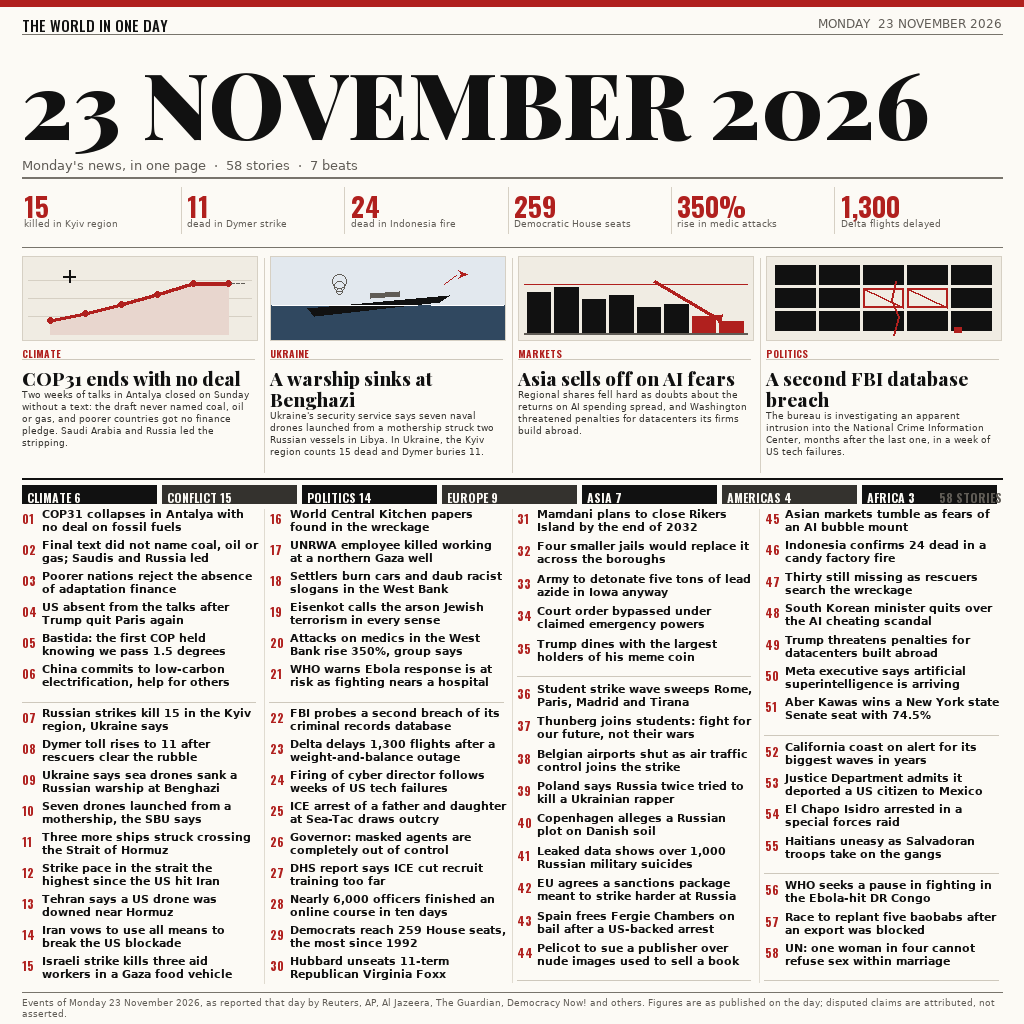 THE WORLD IN ONE DAY
MONDAY 23 NOVEMBER 2026
23 NOVEMBER 2026
Monday's news, in one page · 58 stories · 7 beats
15
killed in Kyiv region
11
dead in Dymer strike
24
dead in Indonesia fire
259
Democratic House seats
350%
rise in medic attacks
1,300
Delta flights delayed
CLIMATE
COP31 ends with no deal
Two weeks of talks in Antalya closed on Sunday
without a text: the draft never named coal, oil
or gas, and poorer countries got no finance
pledge. Saudi Arabia and Russia led the
stripping.
UKRAINE
A warship sinks at
Benghazi
Ukraine's security service says seven naval
drones launched from a mothership struck two
Russian vessels in Libya. In Ukraine, the Kyiv
region counts 15 dead and Dymer buries 11.
MARKETS
Asia sells off on AI fears
Regional shares fell hard as doubts about the
returns on AI spending spread, and Washington
threatened penalties for datacenters its firms
build abroad.
POLITICS
A second FBI database
breach
The bureau is investigating an apparent
intrusion into the National Crime Information
Center, months after the last one, in a week of
US tech failures.
CLIMATE 6
CONFLICT 15
POLITICS 14
EUROPE 9
ASIA 7
AMERICAS 4
AFRICA 3
58 STORIES
01 COP31 collapses in Antalya with
no deal on fossil fuels
02 Final text did not name coal, oil or
gas; Saudis and Russia led
03 Poorer nations reject the absence
of adaptation finance
04 US absent from the talks after
Trump quit Paris again
05 Bastida: the first COP held
knowing we pass 1.5 degrees
06 China commits to low-carbon
electrification, help for others
07 Russian strikes kill 15 in the Kyiv
region, Ukraine says
08 Dymer toll rises to 11 after
rescuers clear the rubble
09 Ukraine says sea drones sank a
Russian warship at Benghazi
10 Seven drones launched from a
mothership, the SBU says
11 Three more ships struck crossing
the Strait of Hormuz
12 Strike pace in the strait the
highest since the US hit Iran
13 Tehran says a US drone was
downed near Hormuz
14 Iran vows to use all means to
break the US blockade
15 Israeli strike kills three aid
workers in a Gaza food vehicle
16 World Central Kitchen papers
found in the wreckage
17 UNRWA employee killed working
at a northern Gaza well
18 Settlers burn cars and daub racist
slogans in the West Bank
19 Eisenkot calls the arson Jewish
terrorism in every sense
20 Attacks on medics in the West
Bank rise 350%, group says
21 WHO warns Ebola response is at
risk as fighting nears a hospital
22 FBI probes a second breach of its
criminal records database
23 Delta delays 1,300 flights after a
weight-and-balance outage
24 Firing of cyber director follows
weeks of US tech failures
25 ICE arrest of a father and daughter
at Sea-Tac draws outcry
26 Governor: masked agents are
completely out of control
27 DHS report says ICE cut recruit
training too far
28 Nearly 6,000 officers finished an
online course in ten days
29 Democrats reach 259 House seats,
the most since 1992
30 Hubbard unseats 11-term
Republican Virginia Foxx
31 Mamdani plans to close Rikers
Island by the end of 2032
32 Four smaller jails would replace it
across the boroughs
33 Army to detonate five tons of lead
azide in Iowa anyway
34 Court order bypassed under
claimed emergency powers
35 Trump dines with the largest
holders of his meme coin
36 Student strike wave sweeps Rome,
Paris, Madrid and Tirana
37 Thunberg joins students: fight for
our future, not their wars
38 Belgian airports shut as air traffic
control joins the strike
39 Poland says Russia twice tried to
kill a Ukrainian rapper
40 Copenhagen alleges a Russian
plot on Danish soil
41 Leaked data shows over 1,000
Russian military suicides
42 EU agrees a sanctions package
meant to strike harder at Russia
43 Spain frees Fergie Chambers on
bail after a US-backed arrest
44 Pelicot to sue a publisher over
nude images used to sell a book
45 Asian markets tumble as fears of
an AI bubble mount
46 Indonesia confirms 24 dead in a
candy factory fire
47 Thirty still missing as rescuers
search the wreckage
48 South Korean minister quits over
the AI cheating scandal
49 Trump threatens penalties for
datacenters built abroad
50 Meta executive says artificial
superintelligence is arriving
51 Aber Kawas wins a New York state
Senate seat with 74.5%
52 California coast on alert for its
biggest waves in years
53 Justice Department admits it
deported a US citizen to Mexico
54 El Chapo Isidro arrested in a
special forces raid
55 Haitians uneasy as Salvadoran
troops take on the gangs
56 WHO seeks a pause in fighting in
the Ebola-hit DR Congo
57 Race to replant five baobabs after
an export was blocked
58 UN: one woman in four cannot
refuse sex within marriage
Events of Monday 23 November 2026, as reported that day by Reuters, AP, Al Jazeera, The Guardian, Democracy Now! and others. Figures are as published on the day; disputed claims are attributed, not
asserted.